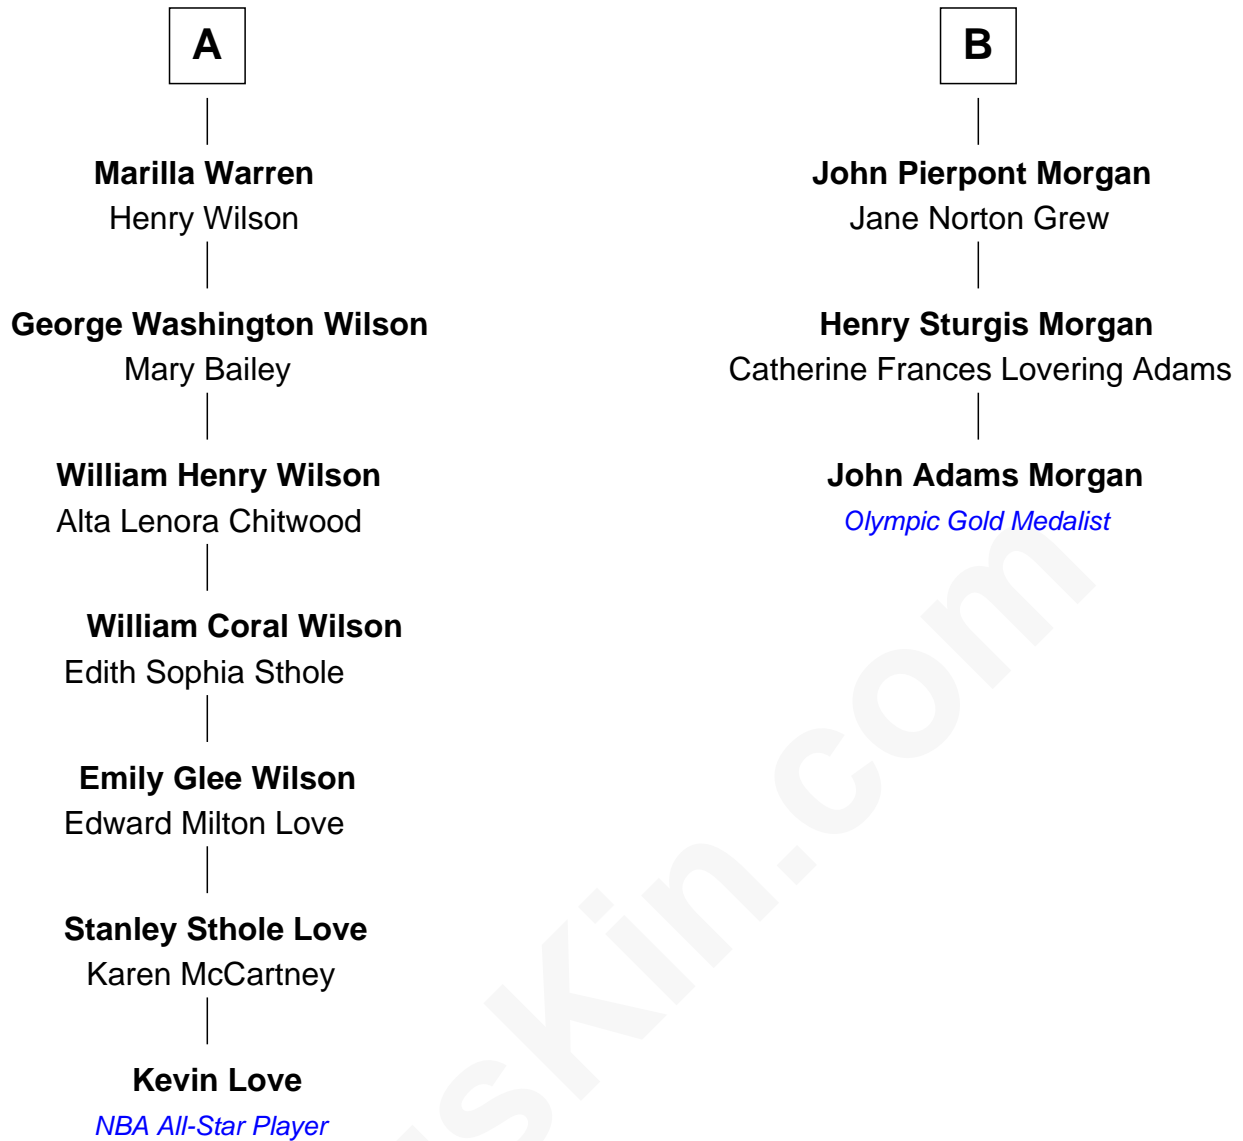 A
Marilla Warren
Henry Wilson
George Washington Wilson
Mary Bailey
William Henry Wilson
Alta Lenora Chitwood
William Coral Wilson
Edith Sophia Sthole
Emily Glee Wilson
Edward Milton Love
Stanley Sthole Love
Karen McCartney
Kevin Love
NBA All-Star Player
B
John Pierpont Morgan
Jane Norton Grew
Henry Sturgis Morgan
Catherine Frances Lovering Adams
John Adams Morgan
Olympic Gold Medalist
sKin.com